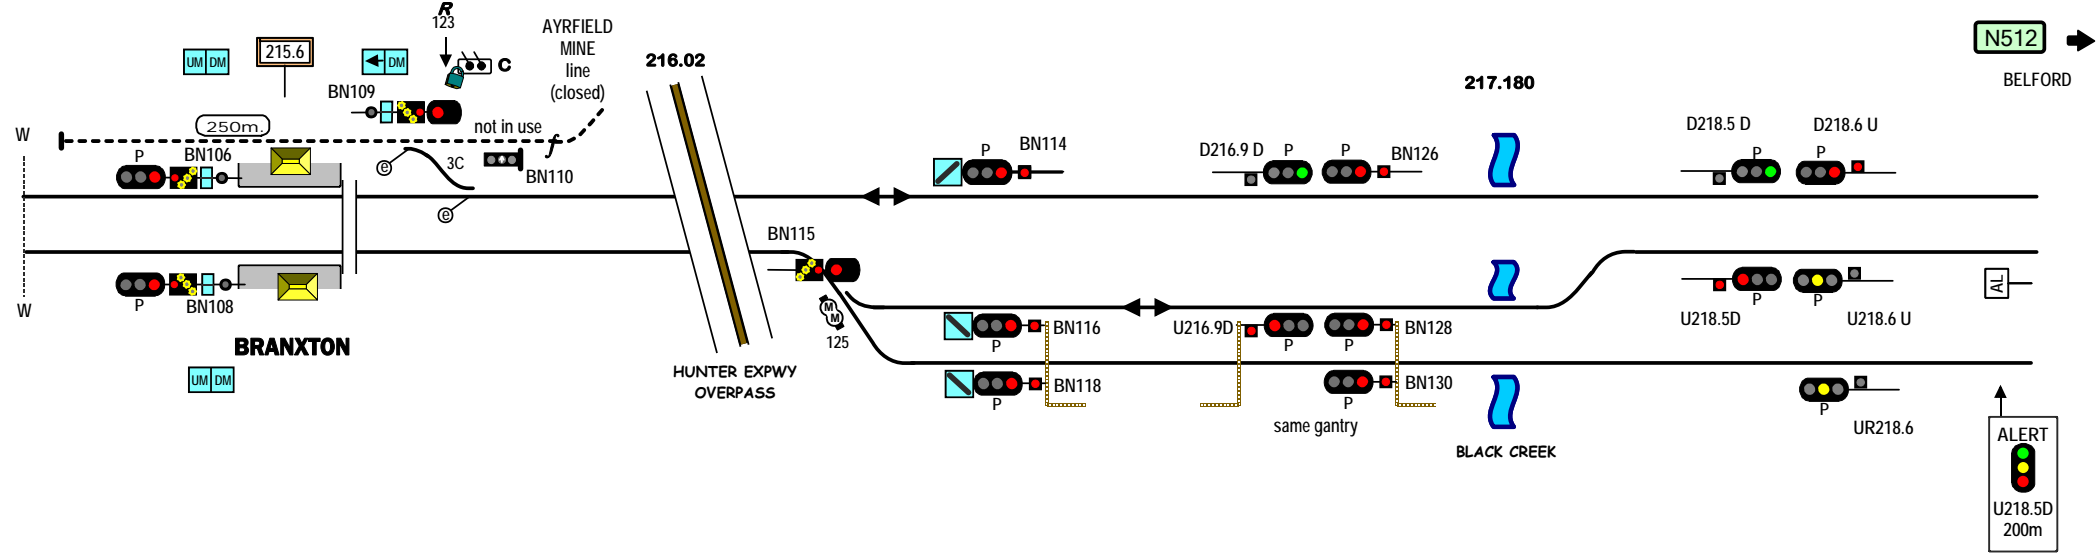 R
123
AYRFIELD
MINE
line
(closed)
UM DM
215.6
DM
C
216.02
N512
BELFORD
217.180
BN109
W
250m.
not in use
P
BN106
e
3C
BN110
P
BN114
D216.9 D
P
P
BN126
D218.5 D
P
D218.6 U
P
e
BN115
P
BN108
W
BRANXTON
UM DM
HUNTER EXPWY
OVERPASS
M
M
125
P
BN116
U216.9D
P
P
BN128
U218.5D
P
P
U218.6 U
AL
P
BN118
P
BN130
same gantry
BLACK CREEK
P
UR218.6
ALERT
U218.5D
200m